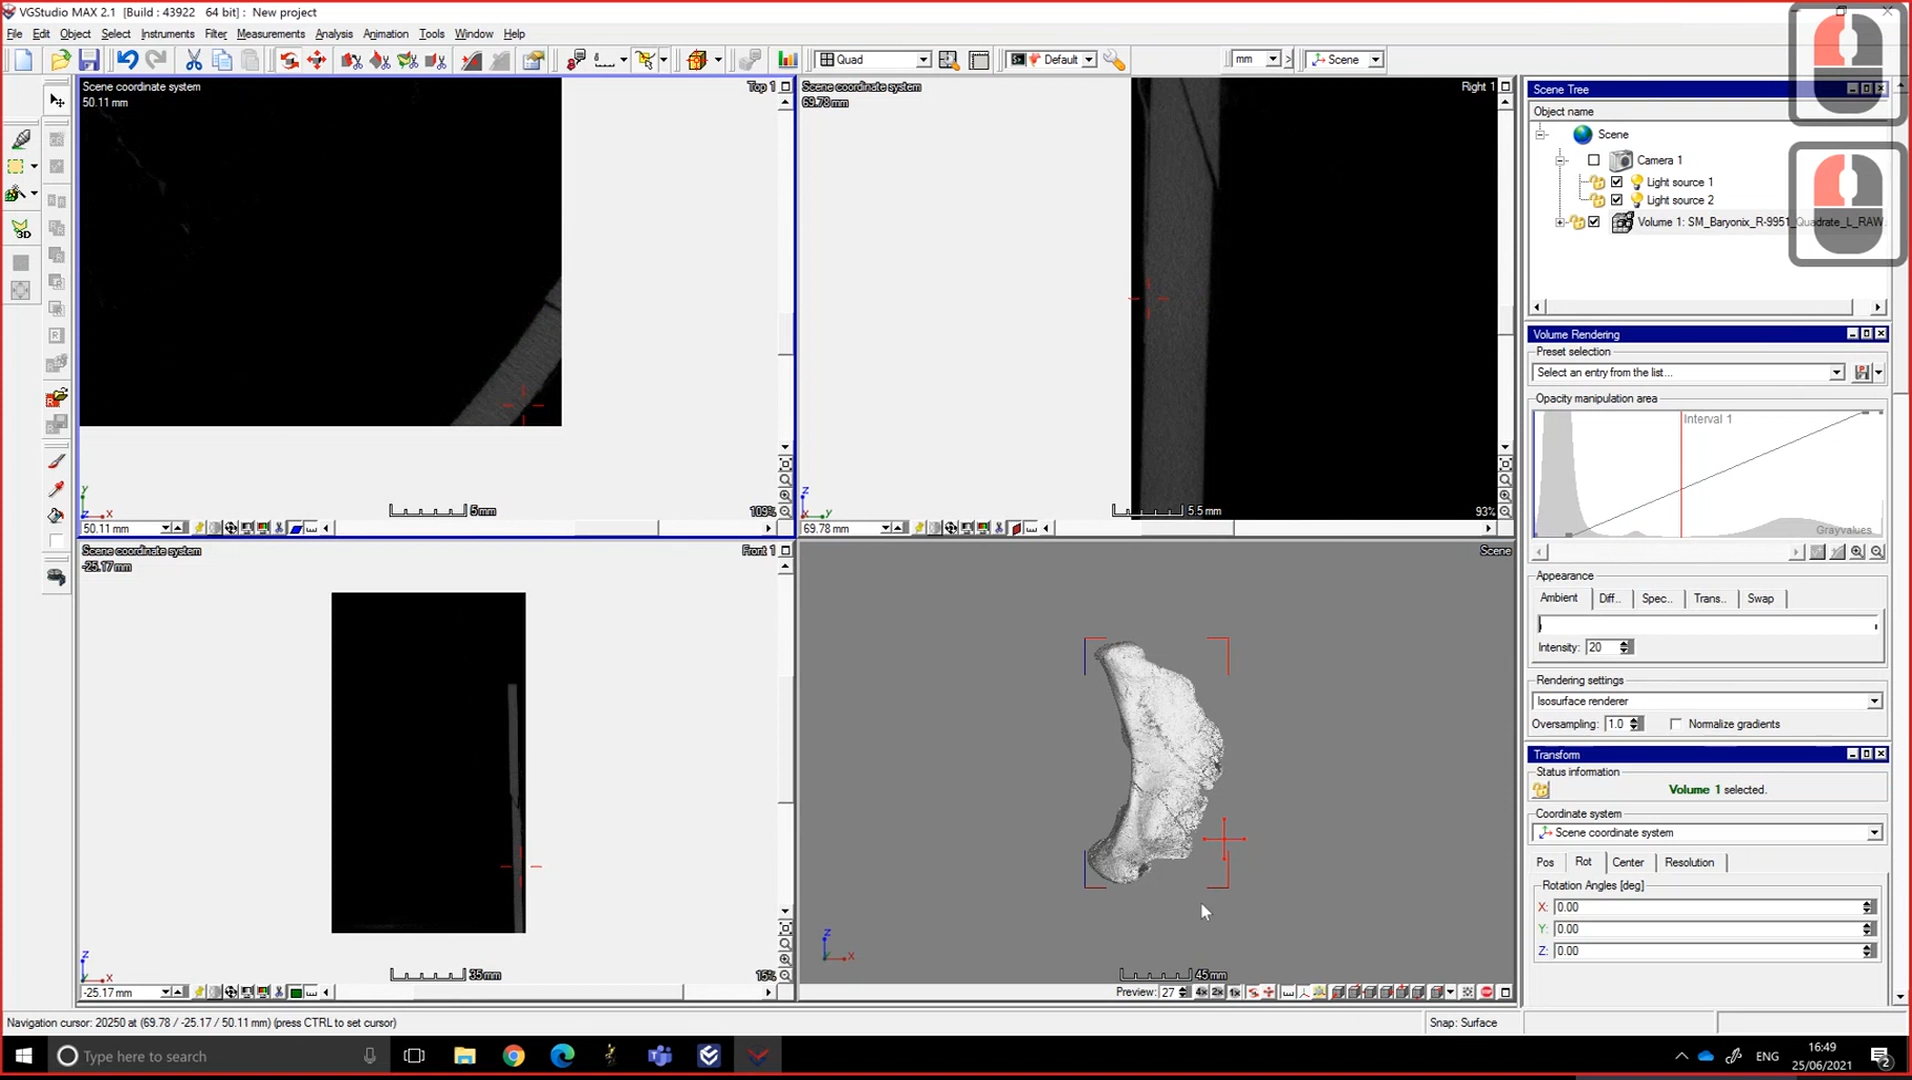 VGStudio MAX 2.1 [Build : 43922 64 bit] : New project
File Edit Object Select Instruments Filter Measurements Analysis Animation Tools Window Help
Quad Default mm > Scene
Scene coordinate system
50.11 mm
Top 1
5mm
109%
50.11 mm
Scene coordinate system
69.78 mm
Right 1
5.5 mm
93%
69.78 mm
Scene coordinate system
-25.17 mm
Front 1
35mm
15%
-25.17 mm
Scene
45mm
Preview: 27 4x 2x 1x
Scene Tree
Object name
Scene
Camera 1
Light source 1
Light source 2
Volume 1: SM_Baryonix_R-9951_Quadrate_L_RAW
Volume Rendering
Preset selection
Select an entry from the list...
Opacity manipulation area
Interval 1
Grayvalues
Appearance
Ambient Diff.. Spec.. Trans.. Swap
Intensity: 20
Rendering settings
Isosurface renderer
Oversampling: 1.0 Normalize gradients
Transform
Status information
Volume 1 selected.
Coordinate system
Scene coordinate system
Pos Rot Center Resolution
Rotation Angles [deg]
X: 0.00
Y: 0.00
Z: 0.00
Navigation cursor: 20250 at (69.78 / -25.17 / 50.11 mm) (press CTRL to set cursor)
Snap: Surface
Type here to search
ENG
16:49
25/06/2021
2